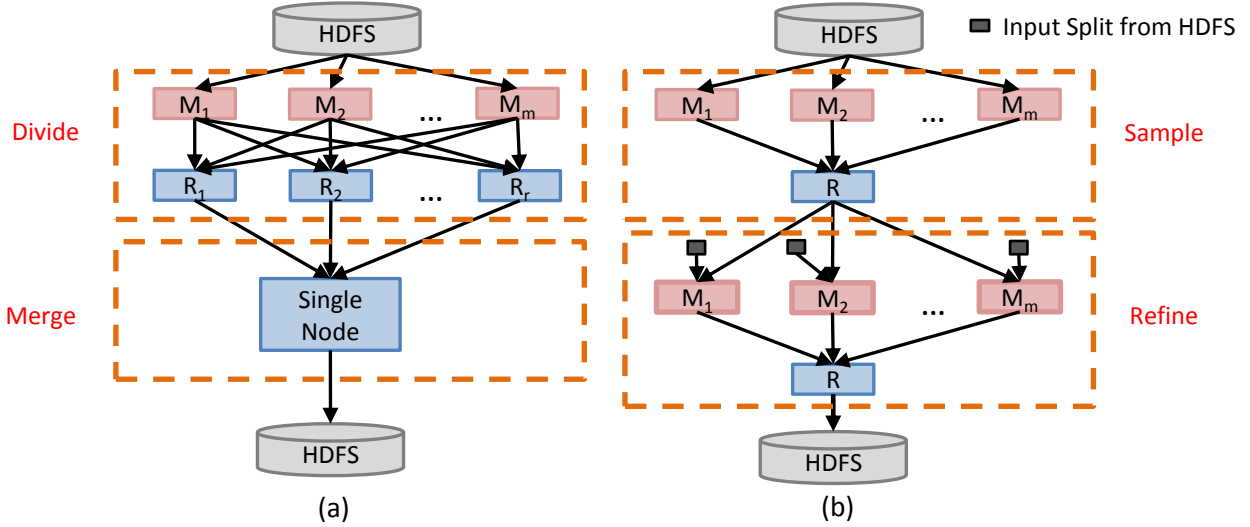 HDFS
HDFS
Input Split from HDFS
Divide
M1 M2 ... Mm
R1 R2 ... Rr
M1 M2 ... Mm
Sample
R
Merge
Single
Node
M1 M2 ... Mm
Refine
R
HDFS
HDFS
(a)
(b)